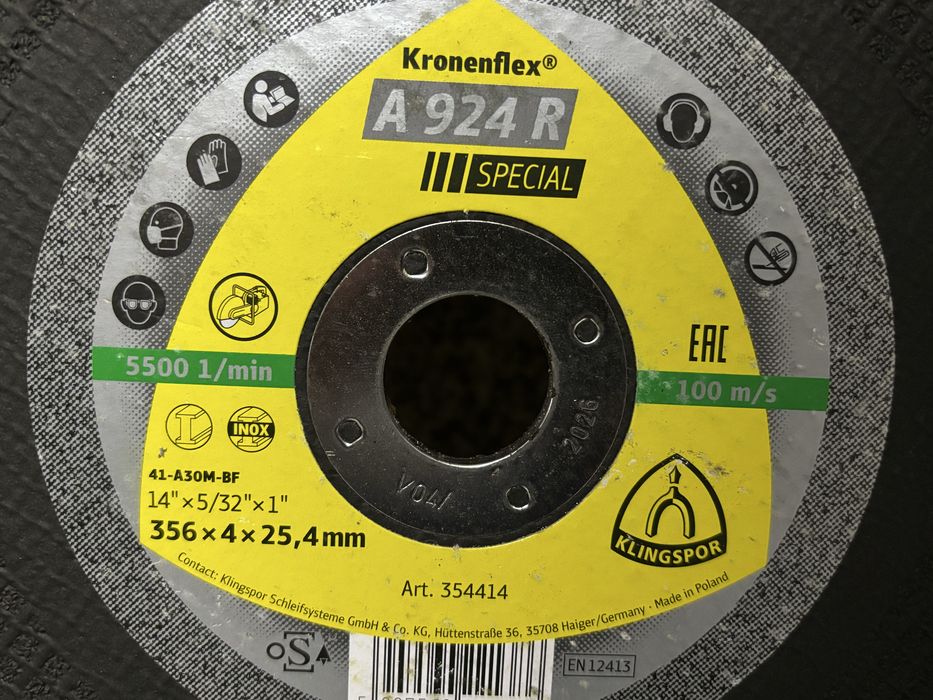 Kronenflex®
A 924 R
SPECIAL
EAC
5500 1/min
100 m/s
INOX
41-A30M-BF
14"×5/32"×1"
356×4×25,4mm
V04/
2026
KLINGSPOR
Art. 354414
Contact: Klingspor Schleifsysteme GmbH & Co. KG, Hüttenstraße 36, 35708 Haiger/Germany · Made in Poland
oSA
EN 12413